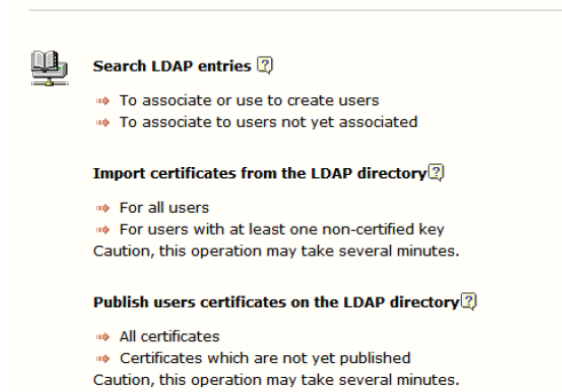 Search LDAP entries ?
To associate or use to create users
To associate to users not yet associated
Import certificates from the LDAP directory ?
For all users
For users with at least one non-certified key
Caution, this operation may take several minutes.
Publish users certificates on the LDAP directory ?
All certificates
Certificates which are not yet published
Caution, this operation may take several minutes.